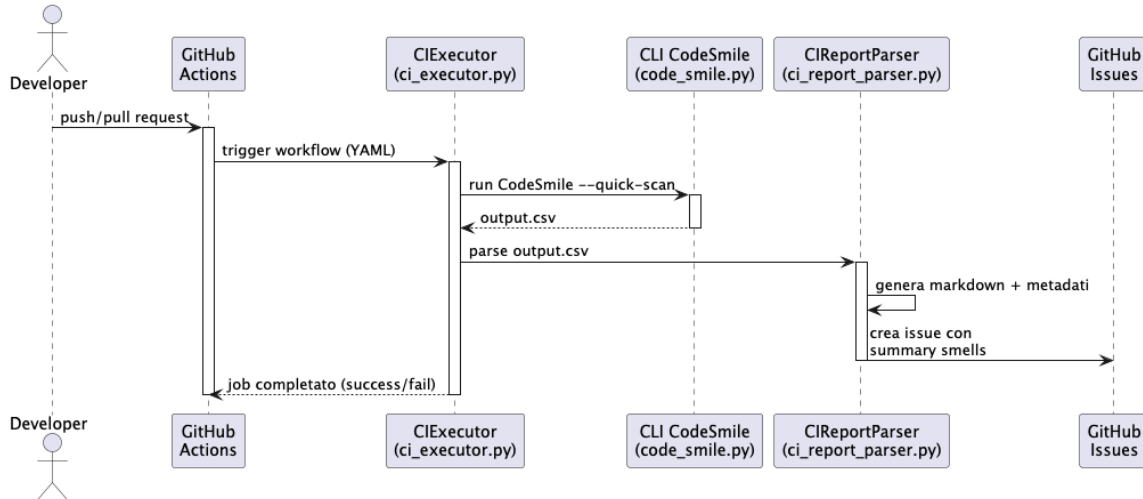 Developer
GitHub
Actions
CIExecutor
(ci_executor.py)
CLI CodeSmile
(code_smile.py)
CIReportParser
(ci_report_parser.py)
GitHub
Issues
push/pull request
trigger workflow (YAML)
run CodeSmile --quick-scan
output.csv
parse output.csv
genera markdown + metadati
crea issue con
summary smells
job completato (success/fail)
Developer
GitHub
Actions
CIExecutor
(ci_executor.py)
CLI CodeSmile
(code_smile.py)
CIReportParser
(ci_report_parser.py)
GitHub
Issues